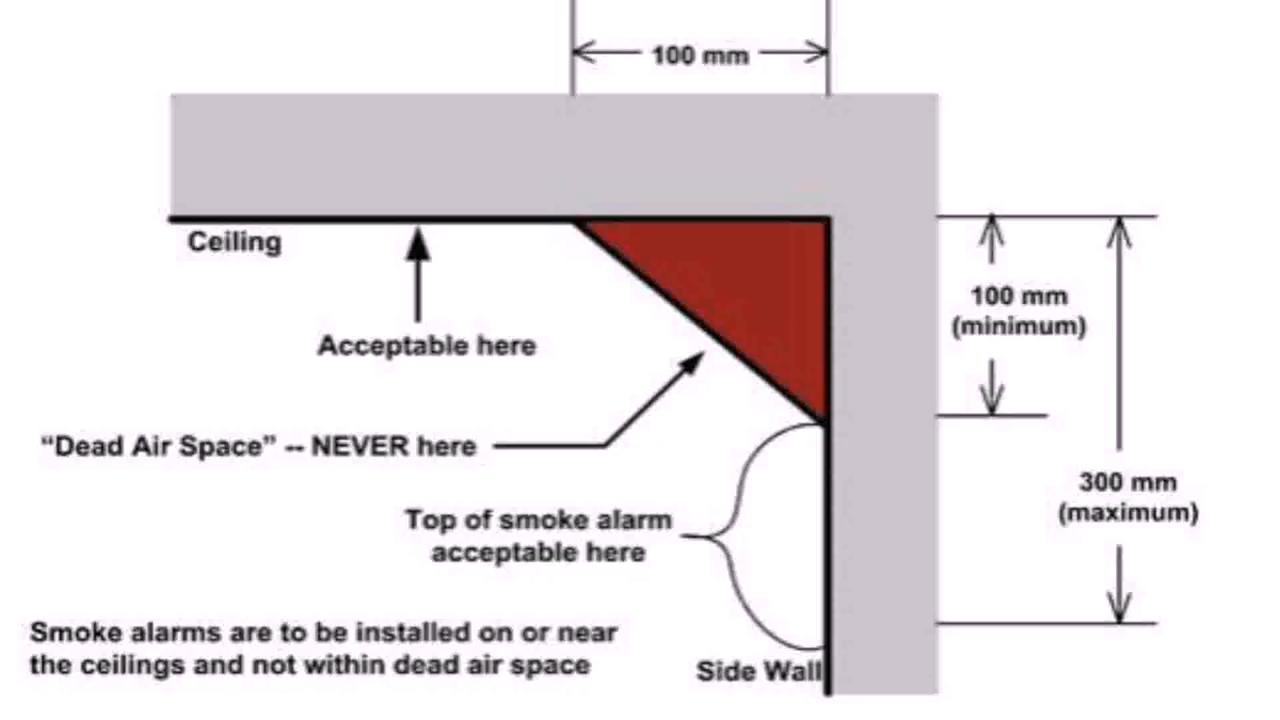 100 mm
Ceiling
Acceptable here
100 mm
(minimum)
“Dead Air Space” -- NEVER here
300 mm
(maximum)
Top of smoke alarm
acceptable here
Smoke alarms are to be installed on or near
the ceilings and not within dead air space
Side Wall